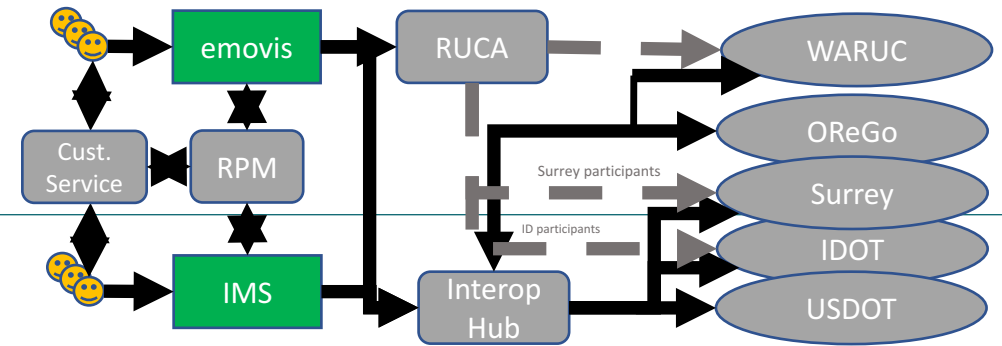 emovis
RUCA
WARUC
OReGo
Cust.
Service
RPM
Surrey participants
Surrey
ID participants
IDOT
IMS
Interop
Hub
USDOT